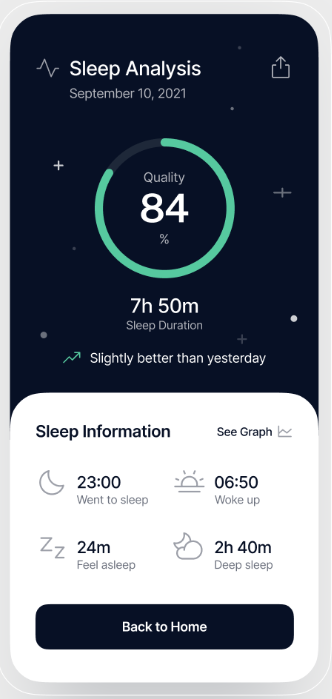 Sleep Analysis
September 10, 2021
Quality
84
%
7h 50m
Sleep Duration
Slightly better than yesterday
Sleep Information
See Graph
23:00
Went to sleep
06:50
Woke up
Zz
24m
Feel asleep
2h 40m
Deep sleep
Back to Home